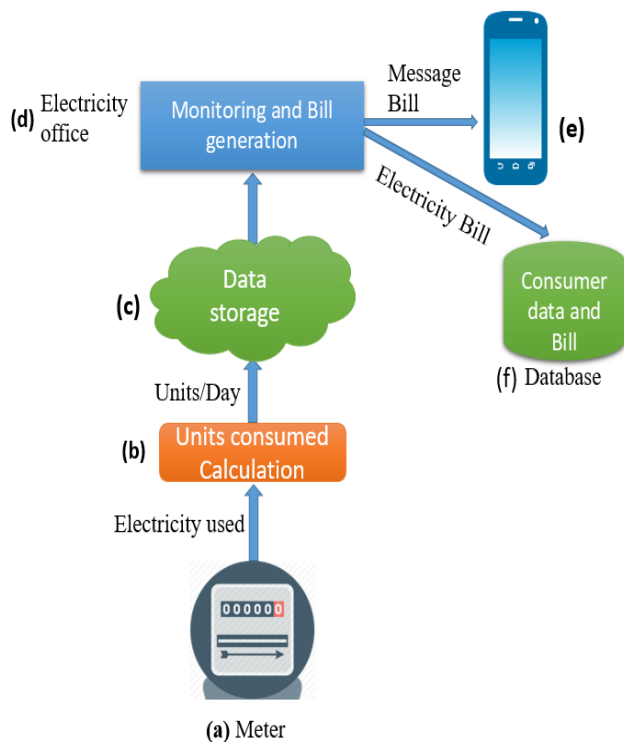 (d) Electricity
office
Monitoring and Bill
generation
Message
Bill
(e)
Electricity Bill
Consumer
data and
Bill
(f) Database
(c)
Data
storage
Units/Day
(b)
Units consumed
Calculation
Electricity used
000000
(a) Meter